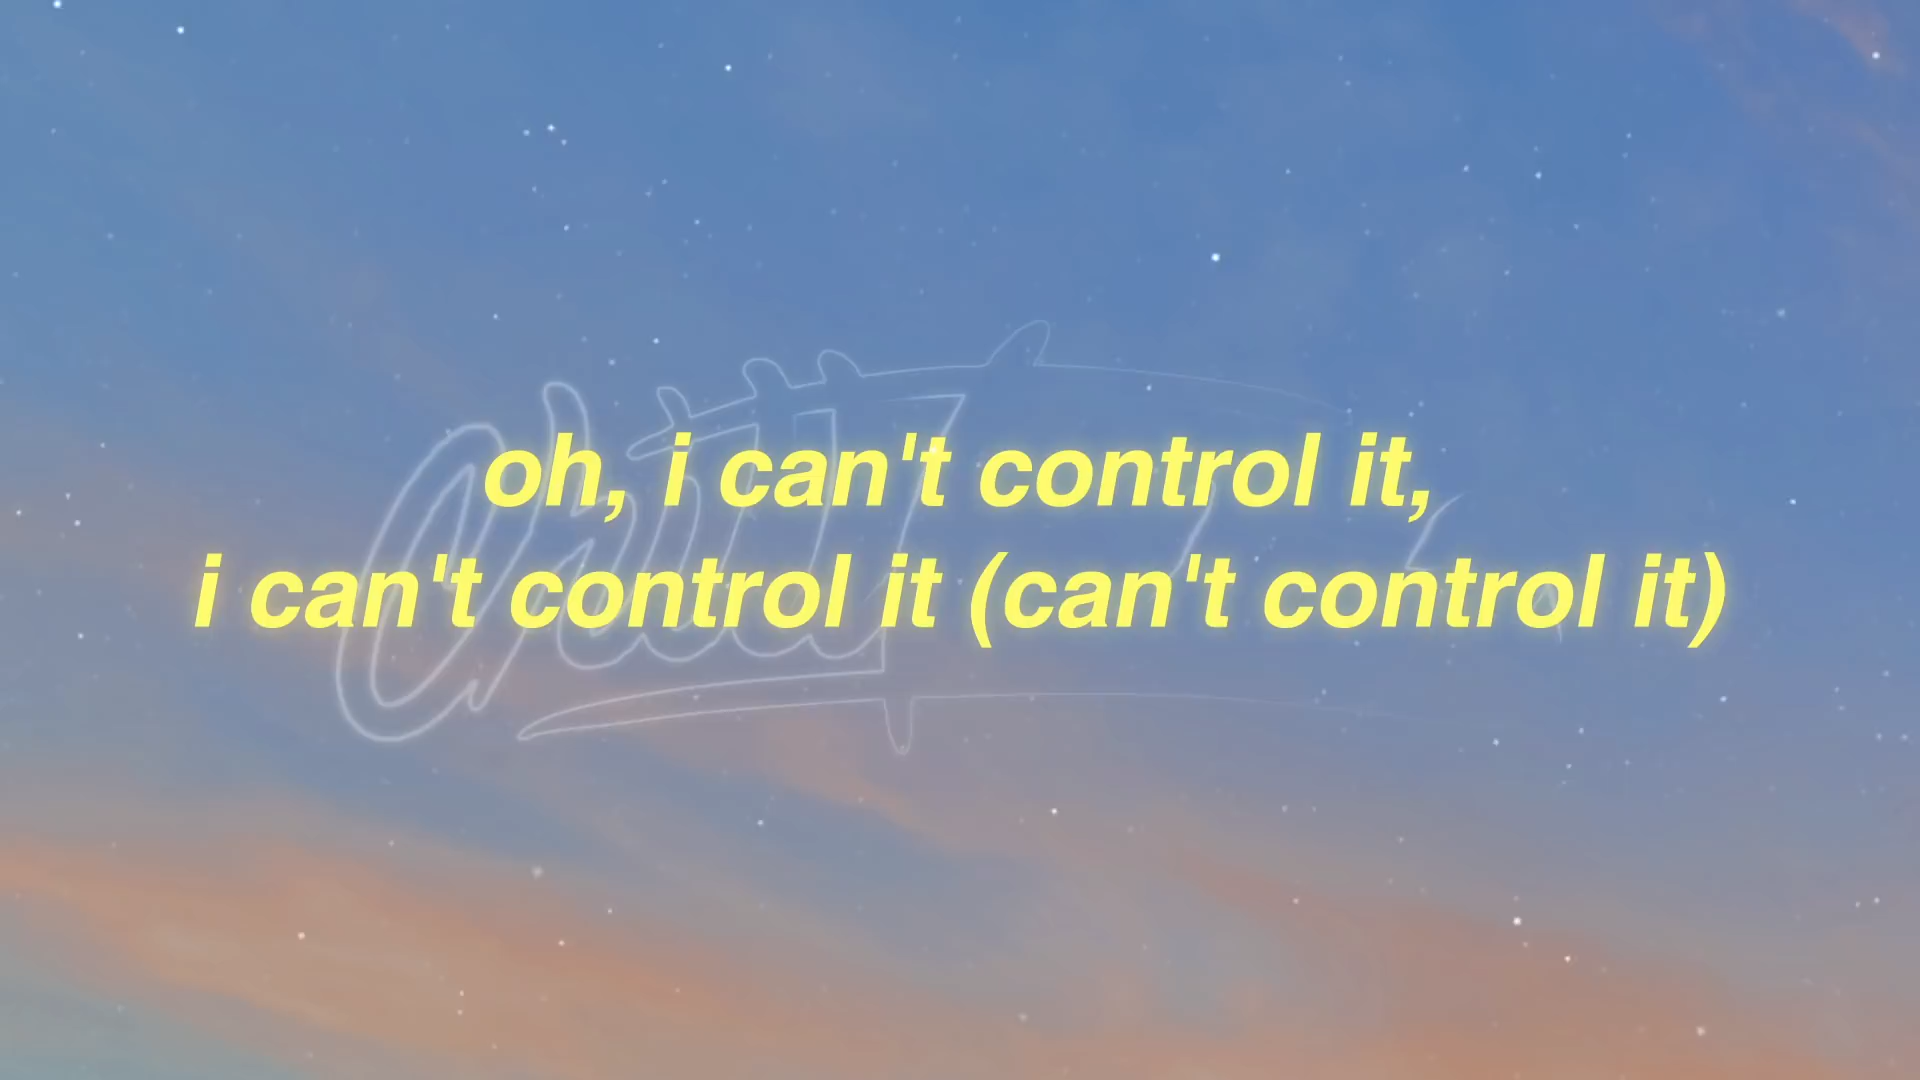 oh, i can't control it,
i can't control it (can't control it)